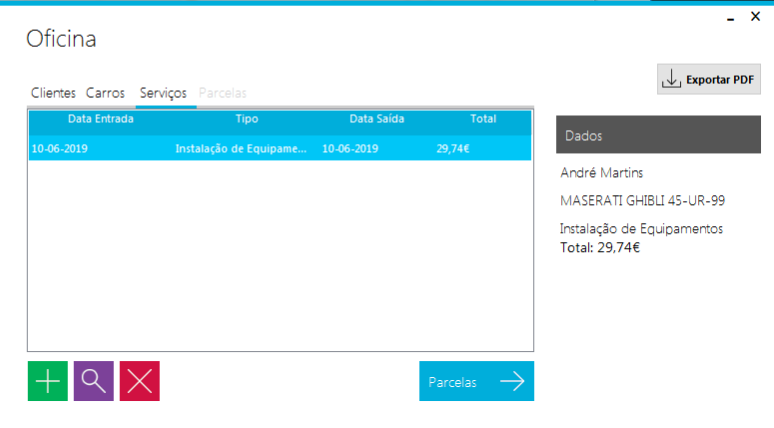 Oficina
Exportar PDF
Clientes Carros Serviços Parcelas
Data Entrada Tipo Data Saída Total
10-06-2019 Instalação de Equipame... 10-06-2019 29,74€
Dados
André Martins
MASERATI GHIBLI 45-UR-99
Instalação de Equipamentos
Total: 29,74€
Parcelas